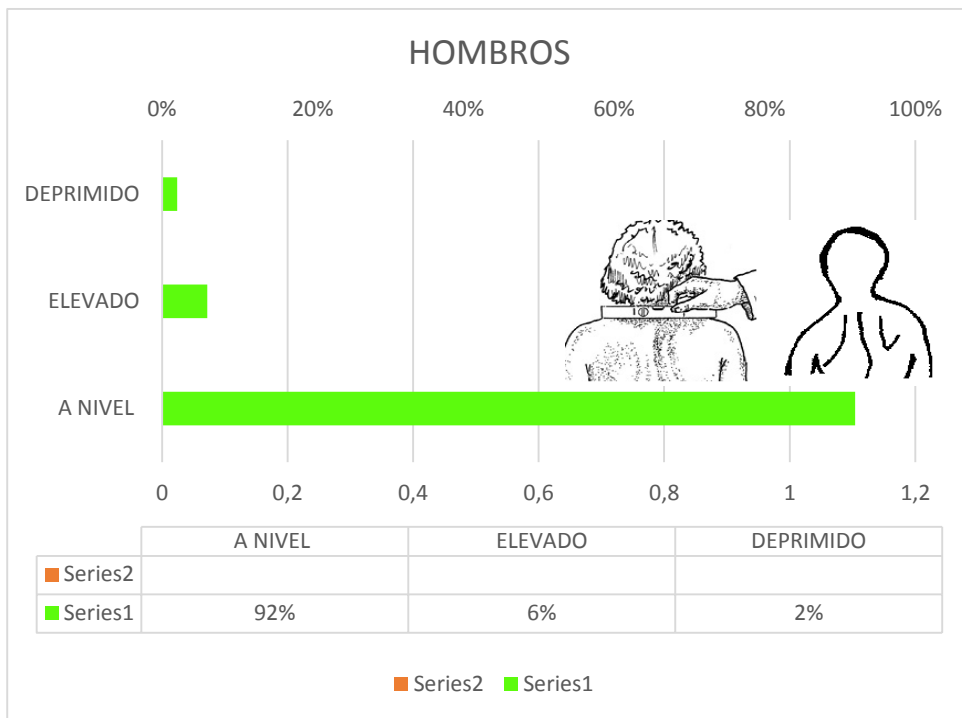 HOMBROS
0% 20% 40% 60% 80% 100%
DEPRIMIDO
ELEVADO
A NIVEL
0 0,2 0,4 0,6 0,8 1 1,2
A NIVEL ELEVADO DEPRIMIDO
Series2
Series1 92% 6% 2%
Series2 Series1